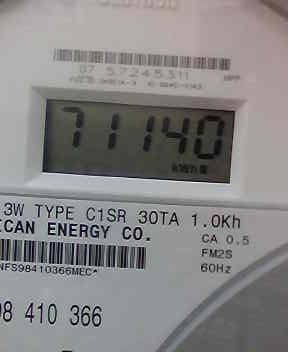 07 57245311
71140
kWh
3W TYPE C1SR 30TA 1.0Kh
ICAN ENERGY CO.
CA 0.5
FM2S
NFS98410366MEC*
60Hz
98 410 366